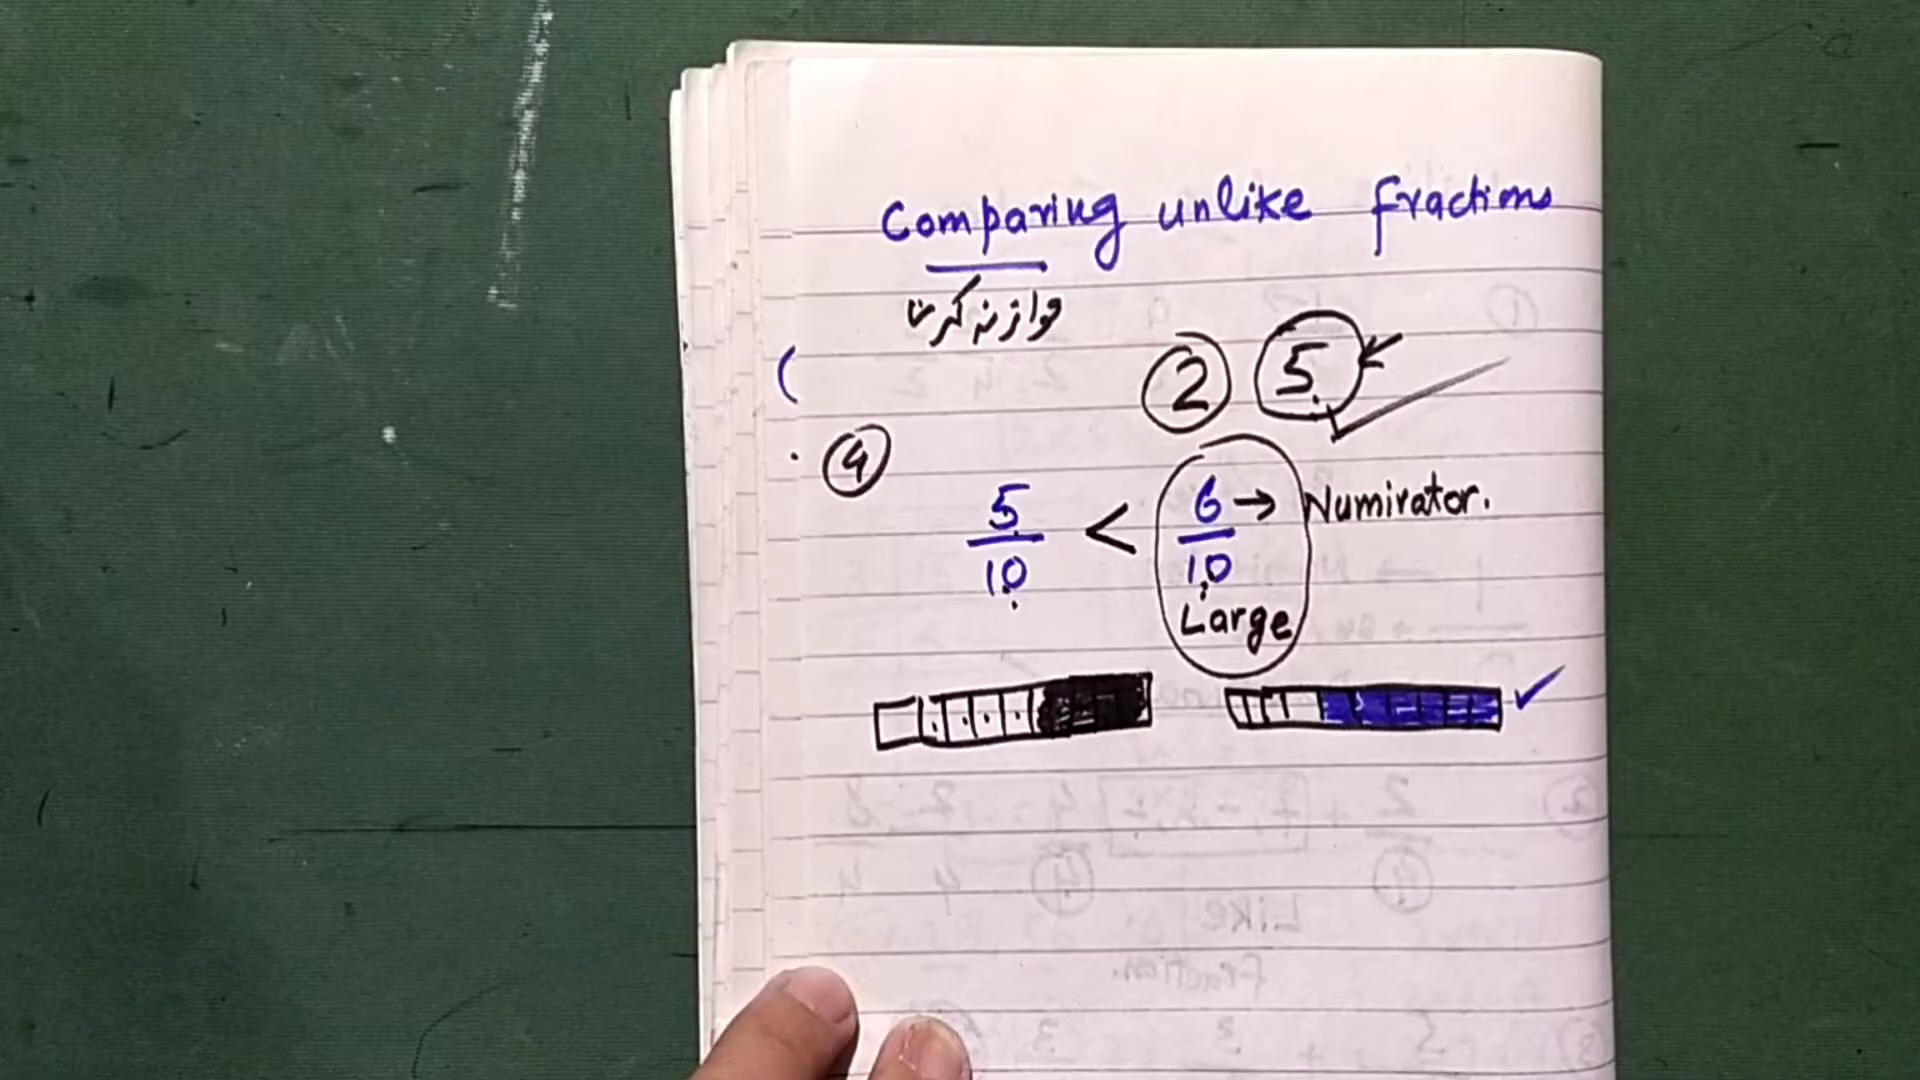 Comparing unlike fractions
موازنہ کرنا
(
2 5
4
5/10 < 6/10 → Numirator.
Large